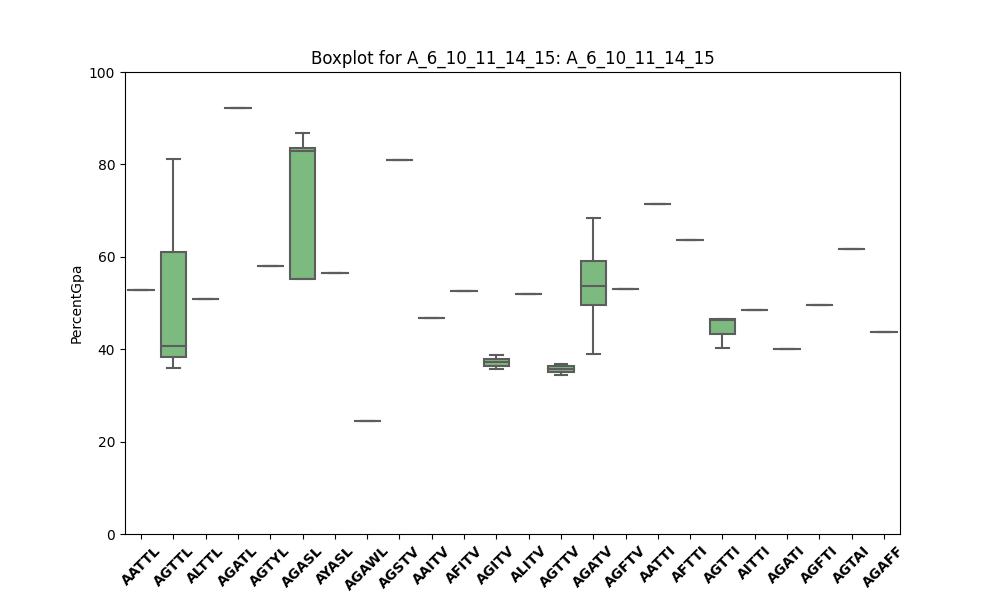 Boxplot for A_6_10_11_14_15: A_6_10_11_14_15
PercentGpa
100
80
60
40
20
0
AATTL
AGTTL
ALTTL
AGATL
AGTYL
AGASL
AYASL
AGAWL
AGSTV
AAITV
AFITV
AGITV
ALITV
AGTTV
AGATV
AGFTV
AATTI
AFTTI
AGTTI
AITTI
AGATI
AGFTI
AGTAI
AGAFF